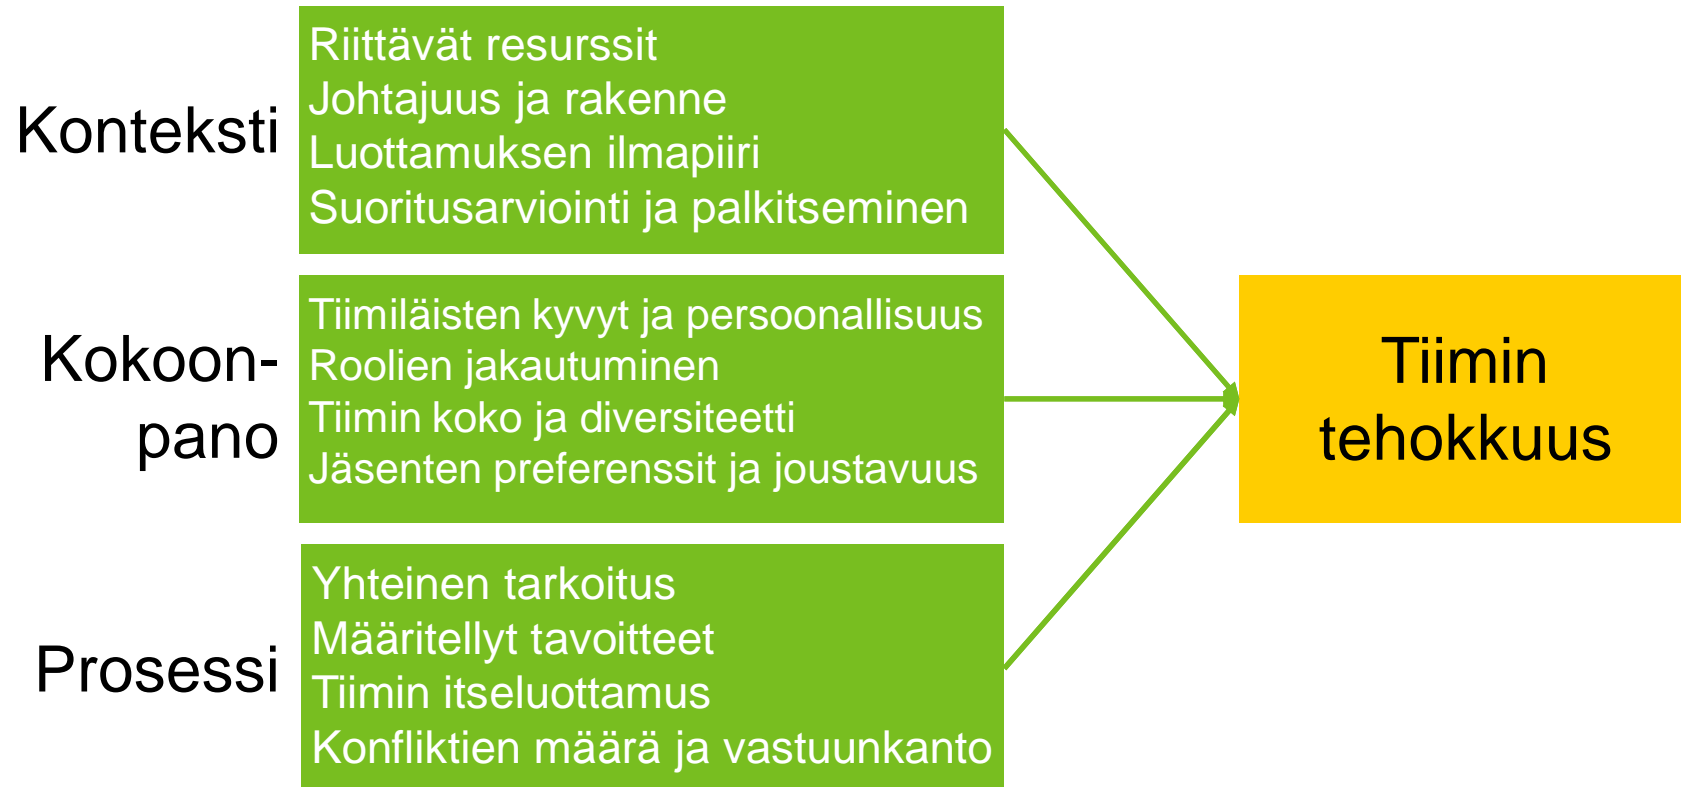 Konteksti
Riittävät resurssit
Johtajuus ja rakenne
Luottamuksen ilmapiiri
Suoritusarviointi ja palkitseminen
Kokoon-
pano
Tiimiläisten kyvyt ja persoonallisuus
Roolien jakautuminen
Tiimin koko ja diversiteetti
Jäsenten preferenssit ja joustavuus
Prosessi
Yhteinen tarkoitus
Määritellyt tavoitteet
Tiimin itseluottamus
Konfliktien määrä ja vastuunkanto
Tiimin
tehokkuus